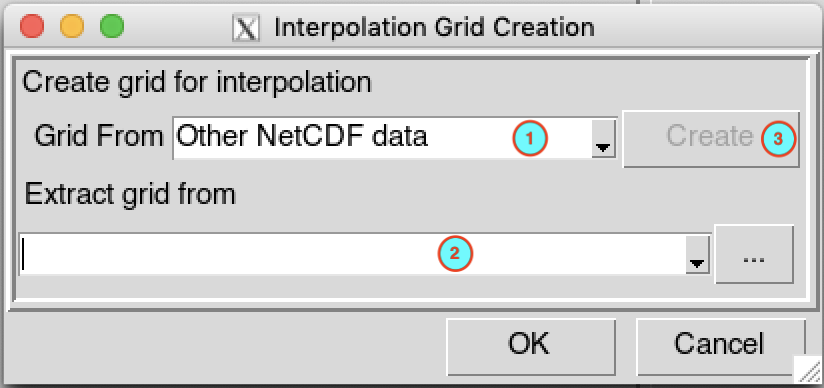 Interpolation Grid Creation
Create grid for interpolation
Grid From Other NetCDF data 1 Create 3
Extract grid from
2 ...
OK Cancel